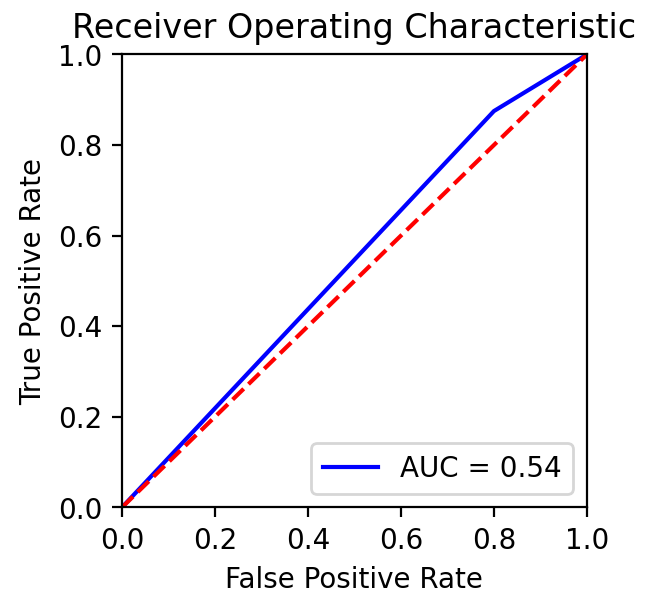 Receiver Operating Characteristic
1.0
0.8
0.6
0.4
0.2
0.0
True Positive Rate
AUC = 0.54
0.0 0.2 0.4 0.6 0.8 1.0
False Positive Rate